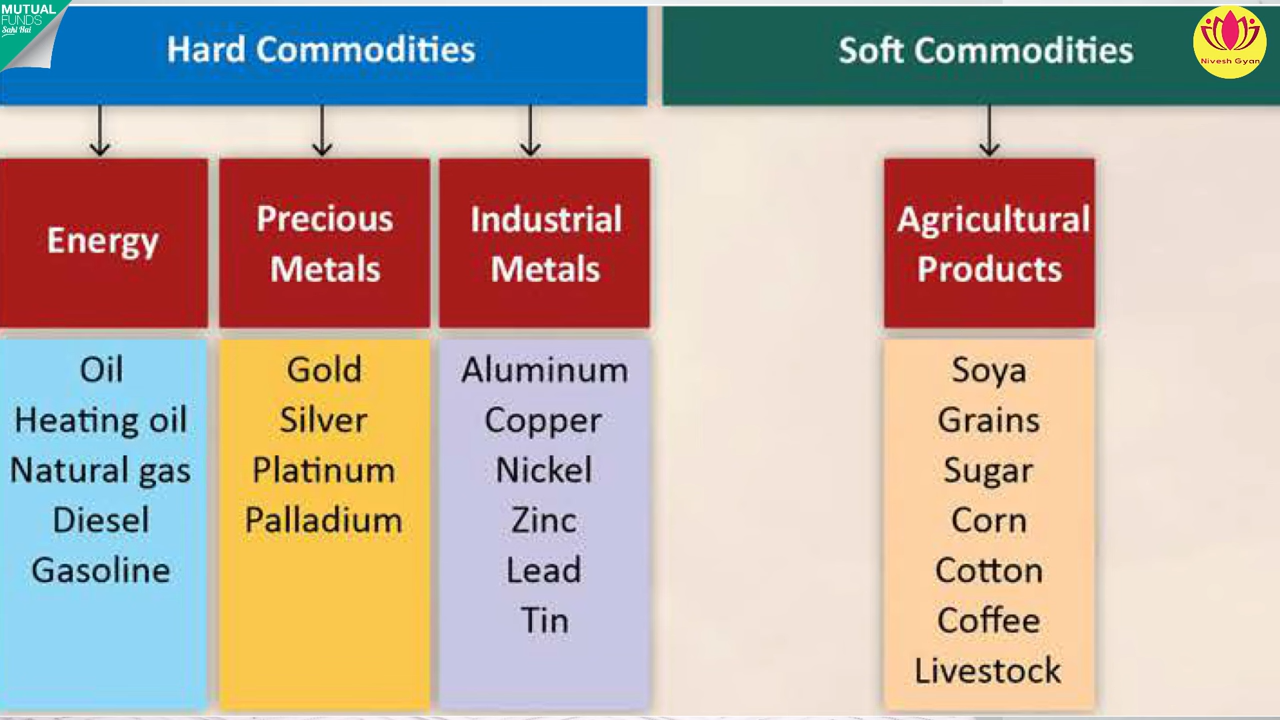 MUTUAL
FUNDS
Sahi Hai
Hard Commodities
Soft Commodities
Nivesh Gyan
Energy
Precious
Metals
Industrial
Metals
Agricultural
Products
Oil
Heating oil
Natural gas
Diesel
Gasoline
Gold
Silver
Platinum
Palladium
Aluminum
Copper
Nickel
Zinc
Lead
Tin
Soya
Grains
Sugar
Corn
Cotton
Coffee
Livestock